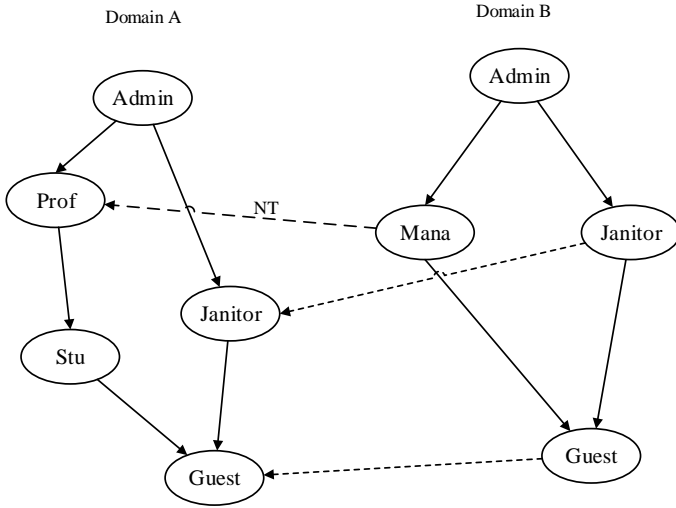 Domain A
Domain B
Admin
Admin
Prof
NT
Mana
Janitor
Janitor
Stu
Guest
Guest